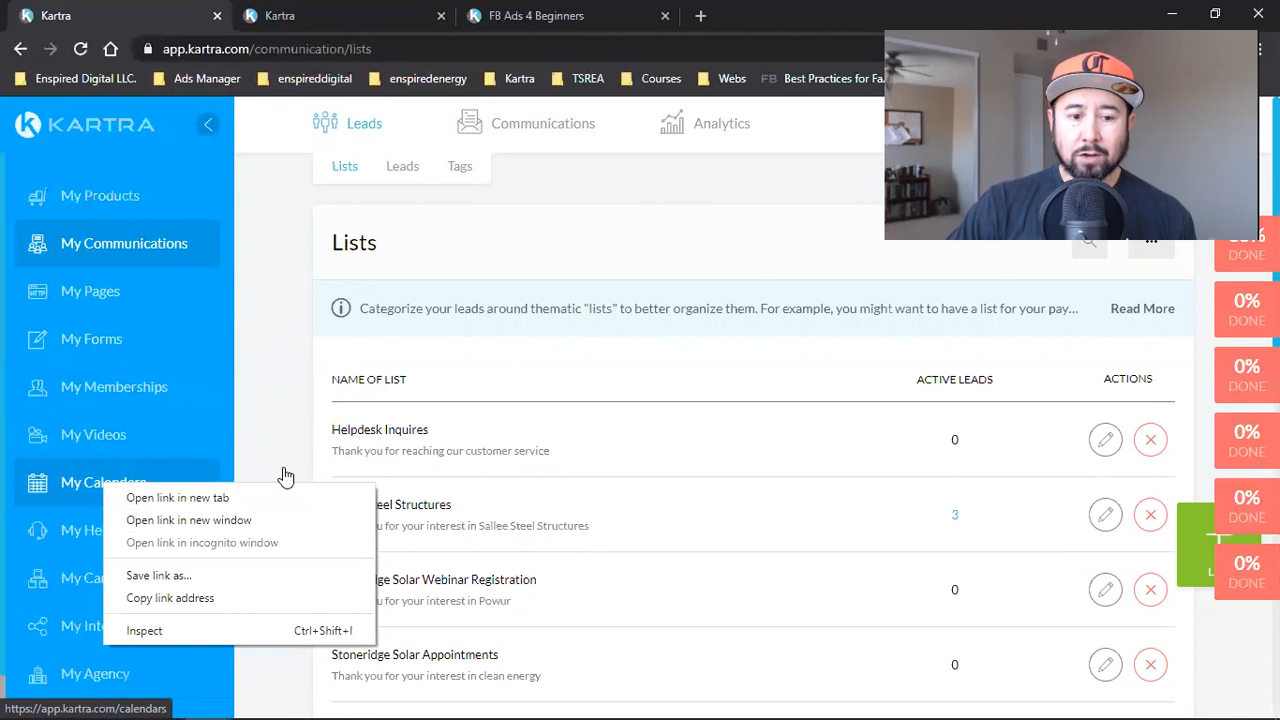 Kartra
Kartra
FB Ads 4 Beginners
app.kartra.com/communication/lists
Enspired Digital LLC.
Ads Manager
enspireddigital
enspiredenergy
Kartra
TSREA
Courses
Webs
FB Best Practices for Fa
KARTRA
Leads
Communications
Analytics
Lists
Leads
Tags
My Products
My Communications
My Pages
My Forms
My Memberships
My Videos
My Calendars
My He
My Ca
My Int
My Agency
Lists
Categorize your leads around thematic "lists" to better organize them. For example, you might want to have a list for your pay...
Read More
NAME OF LIST
ACTIVE LEADS
ACTIONS
Helpdesk Inquires
0
Thank you for reaching our customer service
eel Structures
3
u for your interest in Sallee Steel Structures
dge Solar Webinar Registration
0
u for your interest in Powur
Stoneridge Solar Appointments
0
Thank you for your interest in clean energy
Open link in new tab
Open link in new window
Open link in incognito window
Save link as...
Copy link address
Inspect
Ctrl+Shift+I
DONE
0%
DONE
0%
DONE
0%
DONE
0%
DONE
0%
DONE
https://app.kartra.com/calendars